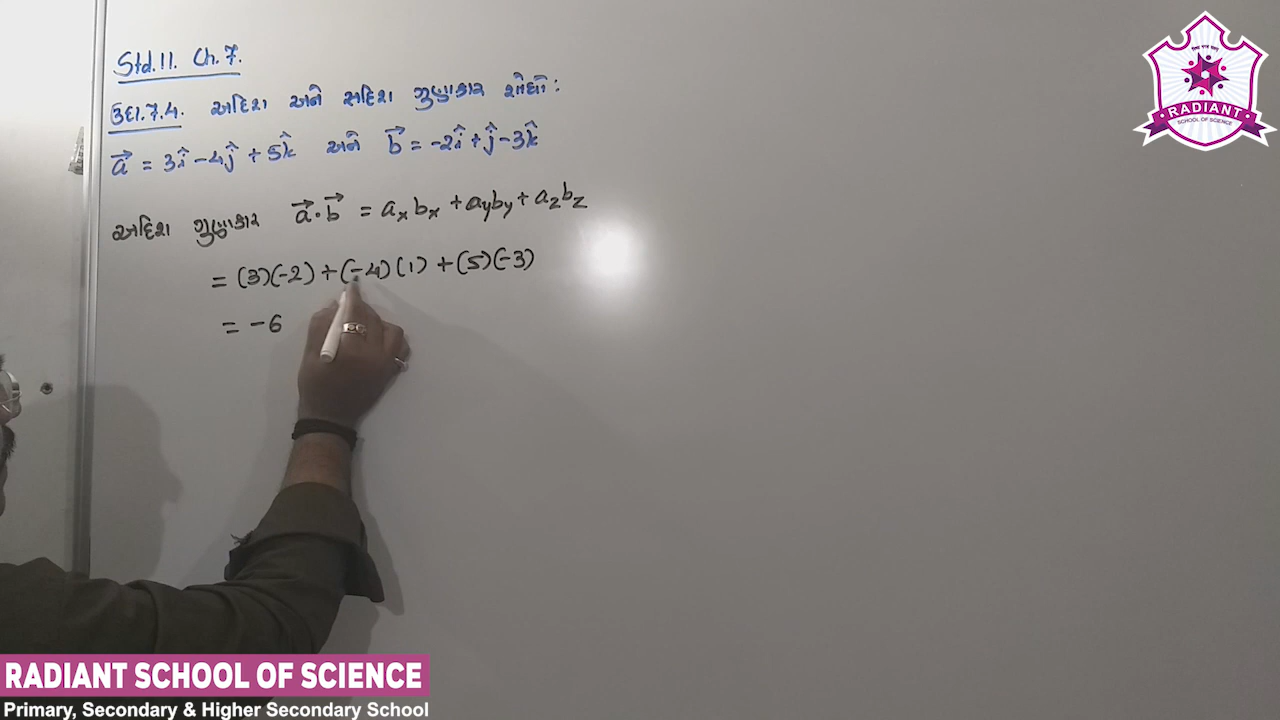 Std.11. Ch.7.
ઉદા.7.4. અદિશ અને સદિશ ગુણાકાર શોધો :
a⃗ = 3î - 4ĵ + 5k̂ અને b⃗ = -2î + ĵ - 3k̂
અદિશ ગુણાકાર a⃗·b⃗ = aₓbₓ + a_yb_y + a_zb_z
= (3)(-2) + (-4)(1) + (5)(-3)
= -6
RADIANT
SCHOOL OF SCIENCE
RADIANT SCHOOL OF SCIENCE
Primary, Secondary & Higher Secondary School